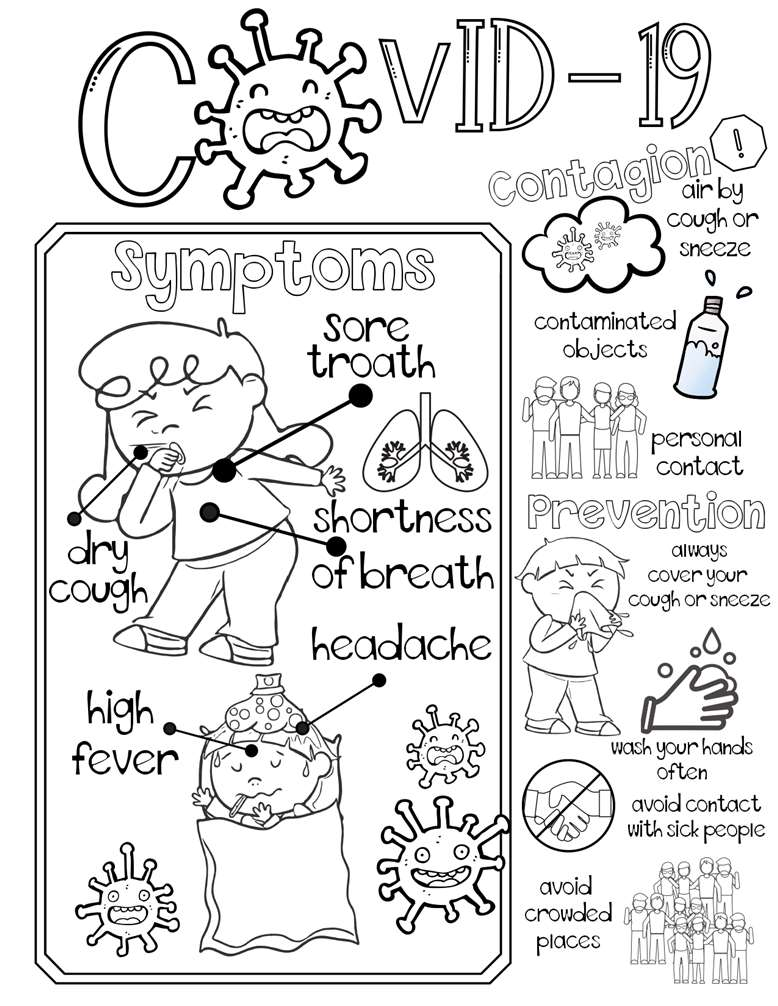 COVID-19
Symptoms
sore
troath
shortness
of breath
dry
cough
headache
high
fever
Contagion
!
air by
cough or
sneeze
contaminated
objects
personal
contact
Prevention
always
cover your
cough or sneeze
wash your hands
often
avoid contact
with sick people
avoid
crowded
places